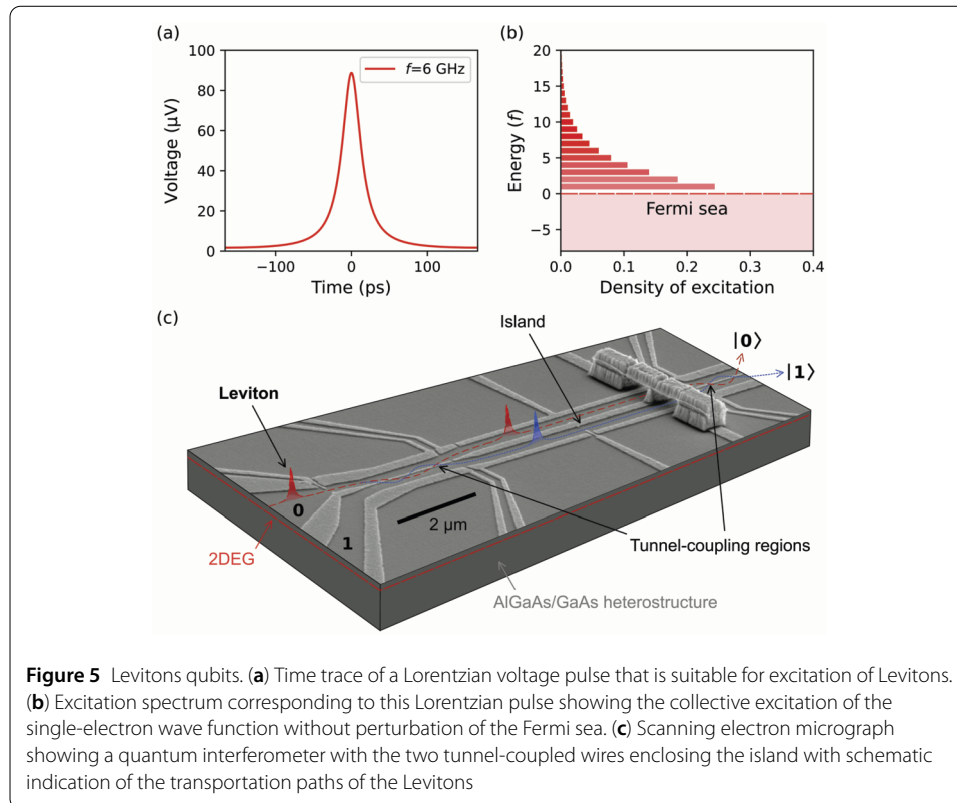 (a)
100
80
60
40
20
0
Voltage (µV)
f=6 GHz
−100
0
100
Time (ps)
(b)
20
15
10
5
0
−5
Energy (f)
Fermi sea
0.0
0.1
0.2
0.3
0.4
Density of excitation
(c)
Island
|0⟩
|1⟩
Leviton
0
1
2 µm
2DEG
Tunnel-coupling regions
AlGaAs/GaAs heterostructure
Figure 5 Levitons qubits. (a) Time trace of a Lorentzian voltage pulse that is suitable for excitation of Levitons.
(b) Excitation spectrum corresponding to this Lorentzian pulse showing the collective excitation of the
single-electron wave function without perturbation of the Fermi sea. (c) Scanning electron micrograph
showing a quantum interferometer with the two tunnel-coupled wires enclosing the island with schematic
indication of the transportation paths of the Levitons